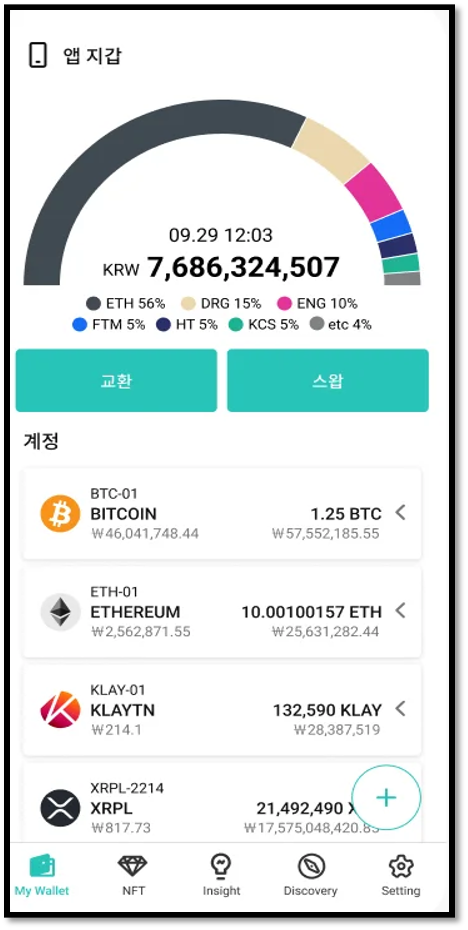 앱 지갑
09.29 12:03
KRW 7,686,324,507
ETH 56% DRG 15% ENG 10%
FTM 5% HT 5% KCS 5% etc 4%
교환 스왑
계정
BTC-01
BITCOIN 1.25 BTC
₩46,041,748.44 ₩57,552,185.55
ETH-01
ETHEREUM 10.00100157 ETH
₩2,562,871.55 ₩25,631,282.44
KLAY-01
KLAYTN 132,590 KLAY
₩214.1 ₩28,387,519
XRPL-2214
XRPL 21,492,490
₩817.73 ₩17,575,048,420.83
My Wallet NFT Insight Discovery Setting